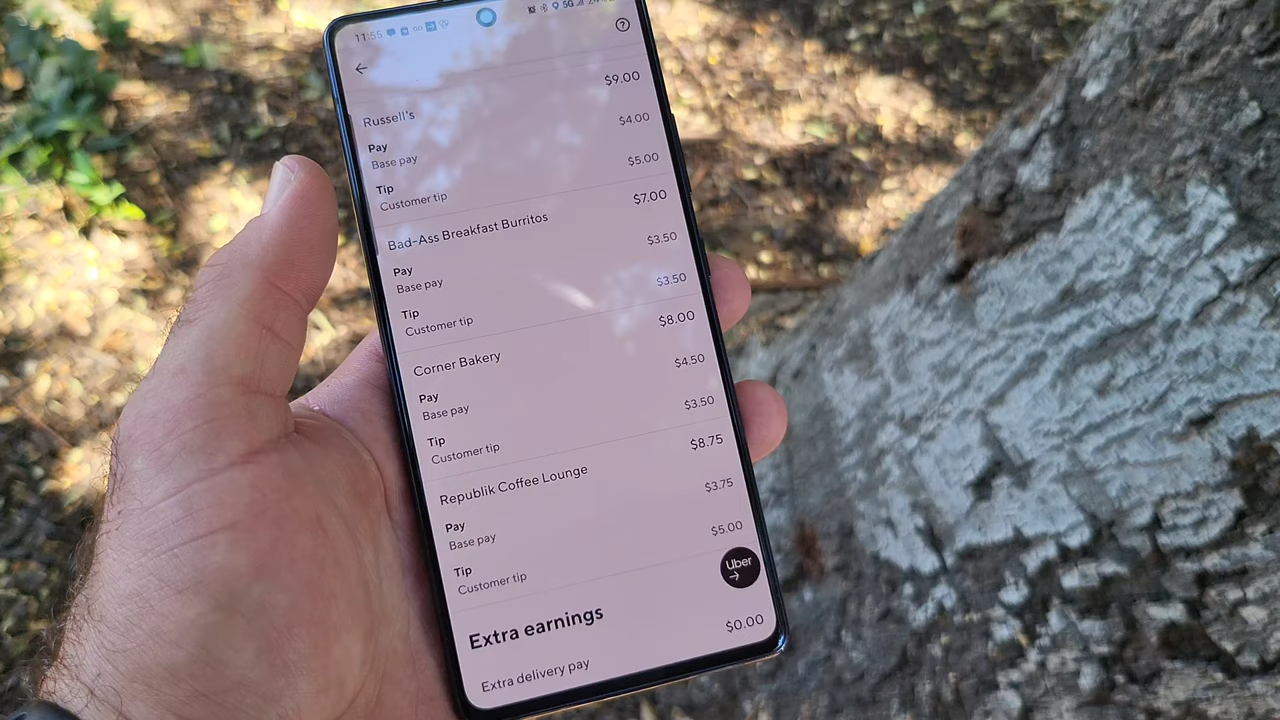 11:55 5G
Russell's $9.00
Pay
Base pay $4.00
Tip
Customer tip $5.00
Bad-Ass Breakfast Burritos $7.00
Pay
Base pay $3.50
Tip
Customer tip $3.50
Corner Bakery $8.00
Pay
Base pay $4.50
Tip
Customer tip $3.50
Republik Coffee Lounge $8.75
Pay
Base pay $3.75
Tip
Customer tip $5.00
Uber
Extra earnings
Extra delivery pay $0.00